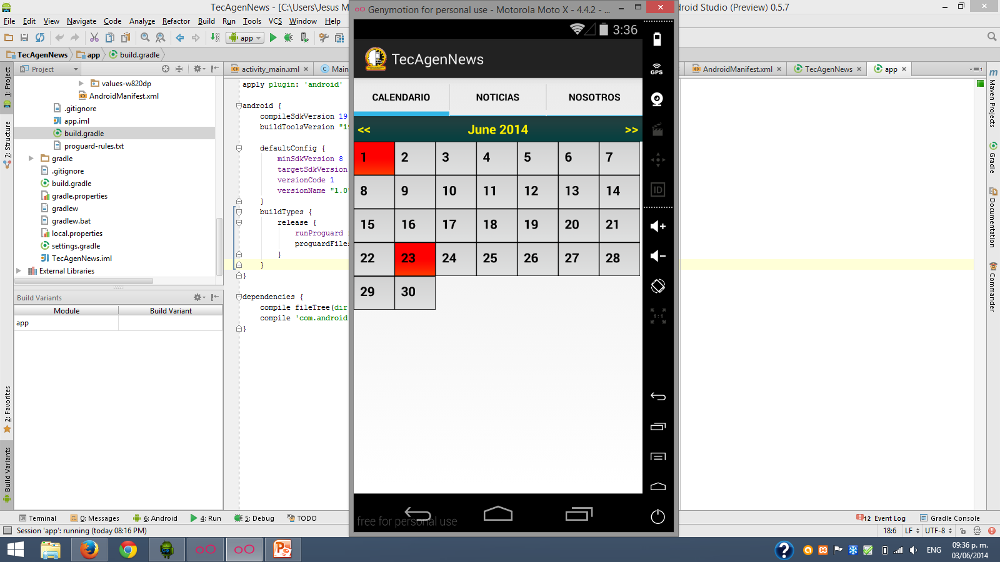 TecAgenNews - [C:\Users\Jesus M
Genymotion for personal use - Motorola Moto X - 4.4.2 - ...
droid Studio (Preview) 0.5.7
File Edit View Navigate Code Analyze Refactor Build Run Tools VCS Window Help
app
TecAgenNews app build.gradle
Project
activity_main.xml
Main
AndroidManifest.xml
TecAgenNews
app
1: Project
7: Structure
2: Favorites
Build Variants
values-w820dp
AndroidManifest.xml
.gitignore
app.iml
build.gradle
proguard-rules.txt
gradle
.gitignore
build.gradle
gradle.properties
gradlew
gradlew.bat
local.properties
settings.gradle
TecAgenNews.iml
External Libraries
Build Variants
Module Build Variant
app
apply plugin: 'android'
android {
compileSdkVersion 19
buildToolsVersion "19
defaultConfig {
minSdkVersion 8
targetSdkVersion
versionCode 1
versionName "1.0"
}
buildTypes {
release {
runProguard
proguardFiles
}
}
}
dependencies {
compile fileTree(dir
compile 'com.android
}
3:36
TecAgenNews
CALENDARIO NOTICIAS NOSOTROS
<< June 2014 >>
1 2 3 4 5 6 7
8 9 10 11 12 13 14
15 16 17 18 19 20 21
22 23 24 25 26 27 28
29 30
free for personal use
GPS
ID
1:1
m
Maven Projects
Gradle
Documentation
Commander
Terminal 0: Messages 6: Android 4: Run 5: Debug TODO
12 Event Log Gradle Console
Session 'app': running (today 08:16 PM)
18:6 LF UTF-8
ENG
09:36 p. m.
03/06/2014